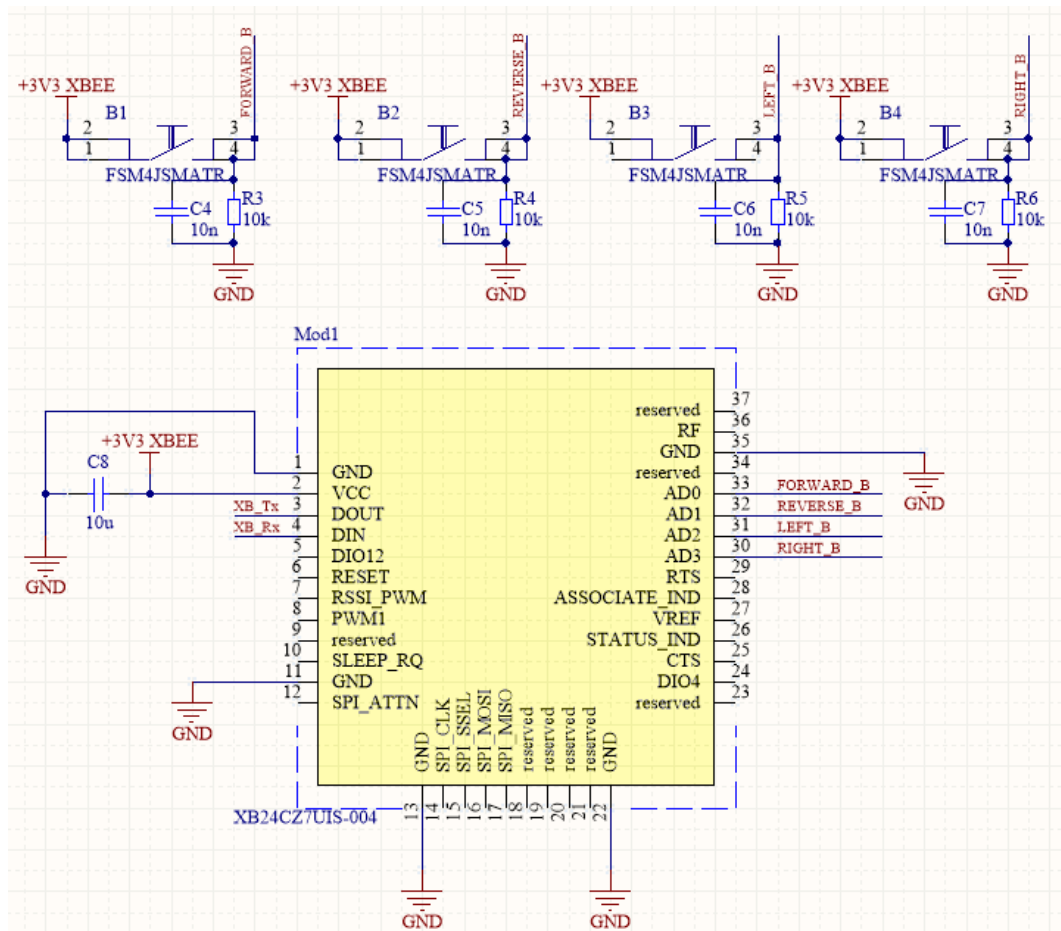 FORWARD_B
REVERSE_B
LEFT_B
RIGHT_B
+3V3 XBEE
+3V3 XBEE
+3V3 XBEE
+3V3 XBEE
B1
B2
B3
B4
2 3 2 3 2 3 2 3
1 4 1 4 1 4 1 4
FSM4JSMATR
FSM4JSMATR
FSM4JSMATR
FSM4JSMATR
C4
10n
R3
10k
C5
10n
R4
10k
C6
10n
R5
10k
C7
10n
R6
10k
GND
GND
GND
GND
Mod1
+3V3 XBEE
C8
10u
GND
XB_Tx
XB_Rx
1 GND
2 VCC
3 DOUT
4 DIN
5 DIO12
6 RESET
7 RSSI_PWM
8 PWM1
9 reserved
10 SLEEP_RQ
11 GND
12 SPI_ATTN
GND
reserved 37
RF 36
GND 35
reserved 34
AD0 33 FORWARD_B
AD1 32 REVERSE_B
AD2 31 LEFT_B
AD3 30 RIGHT_B
RTS 29
ASSOCIATE_IND 28
VREF 27
STATUS_IND 26
CTS 25
DIO4 24
reserved 23
GND
GND
SPI_CLK
SPI_SSEL
SPI_MOSI
SPI_MISO
reserved
reserved
reserved
reserved
GND
13 14 15 16 17 18 19 20 21 22
XB24CZ7UIS-004
GND
GND